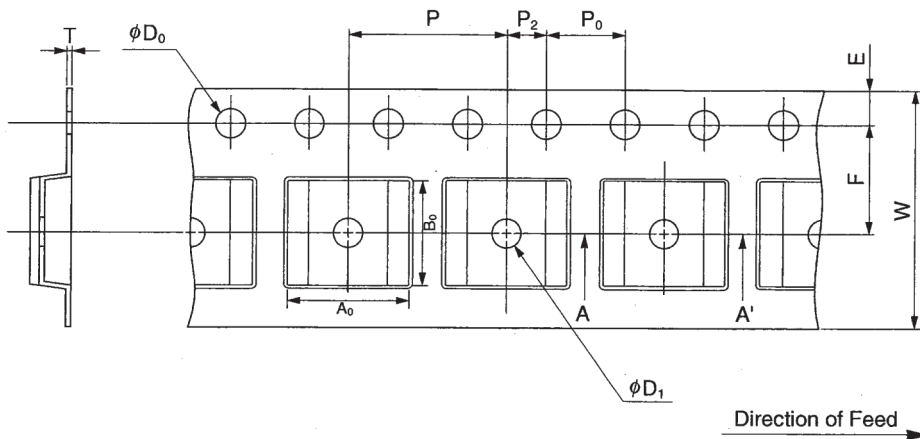 P
P₂
P₀
T
φD₀
E
F
W
B₀
A₀
A
A'
φD₁
Direction of Feed